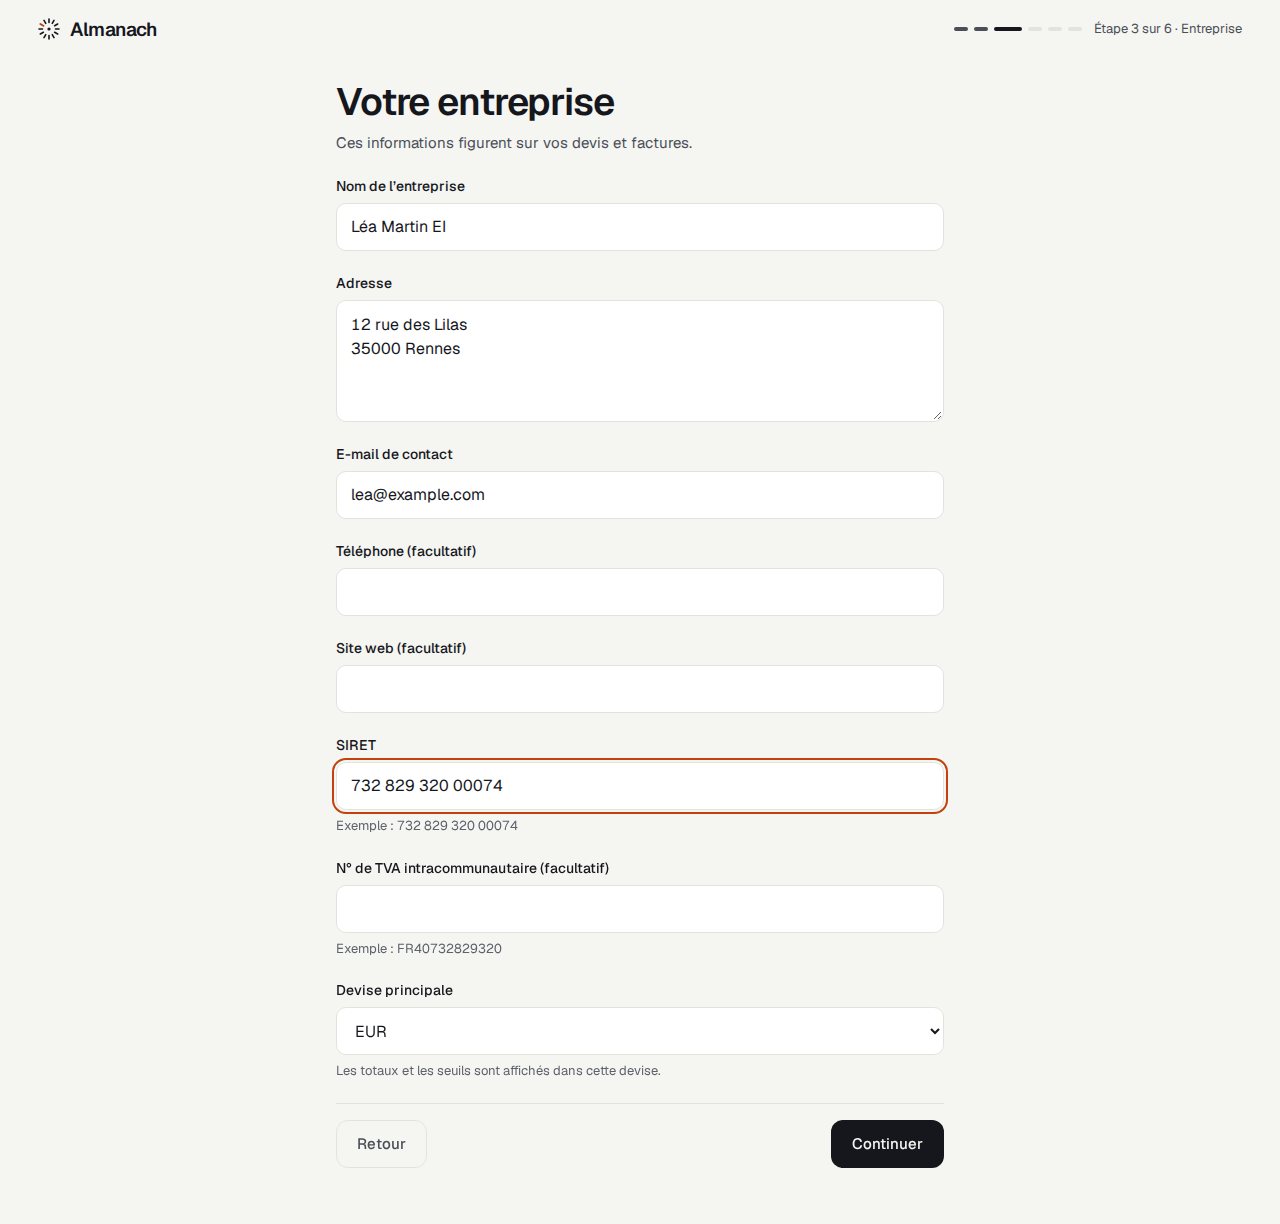 Almanach
Étape 3 sur 6 · Entreprise
Votre entreprise
Ces informations figurent sur vos devis et factures.
Nom de l’entreprise
Léa Martin EI
Adresse
12 rue des Lilas
35000 Rennes
E-mail de contact
lea@example.com
Téléphone (facultatif)
Site web (facultatif)
SIRET
732 829 320 00074
Exemple : 732 829 320 00074
N° de TVA intracommunautaire (facultatif)
Exemple : FR40732829320
Devise principale
EUR
Les totaux et les seuils sont affichés dans cette devise.
Retour
Continuer